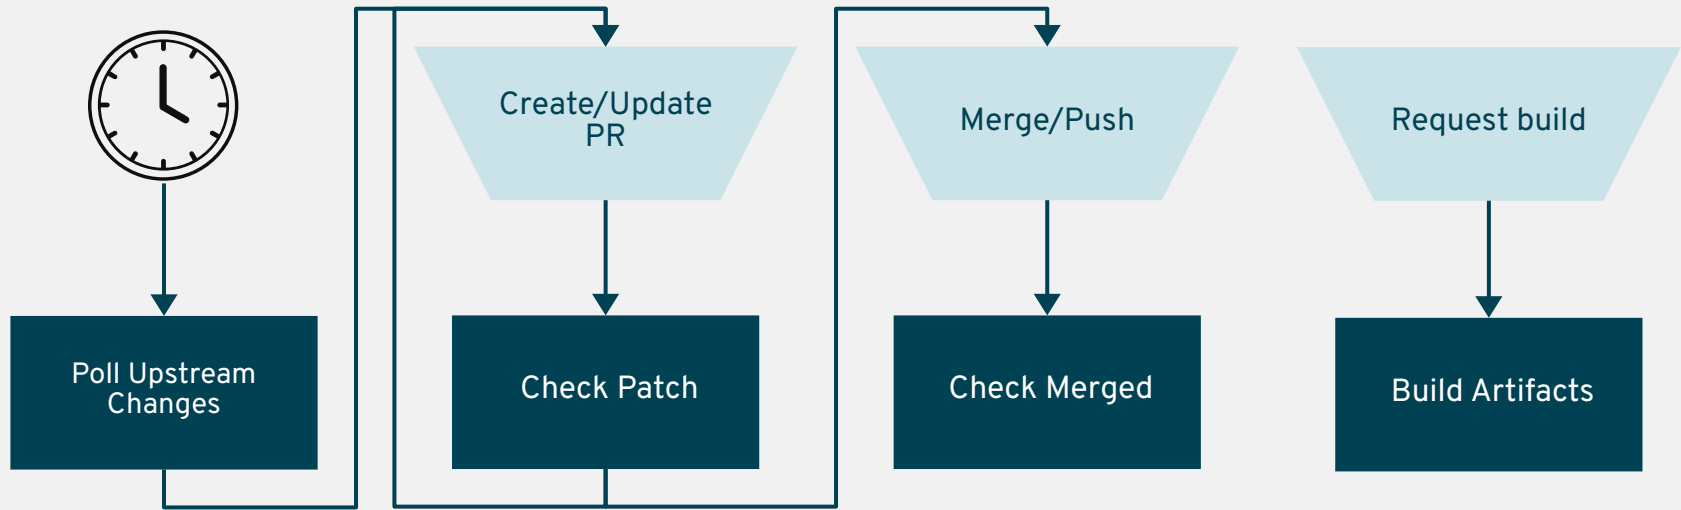 Create/Update
PR
Merge/Push
Request build
Poll Upstream
Changes
Check Patch
Check Merged
Build Artifacts